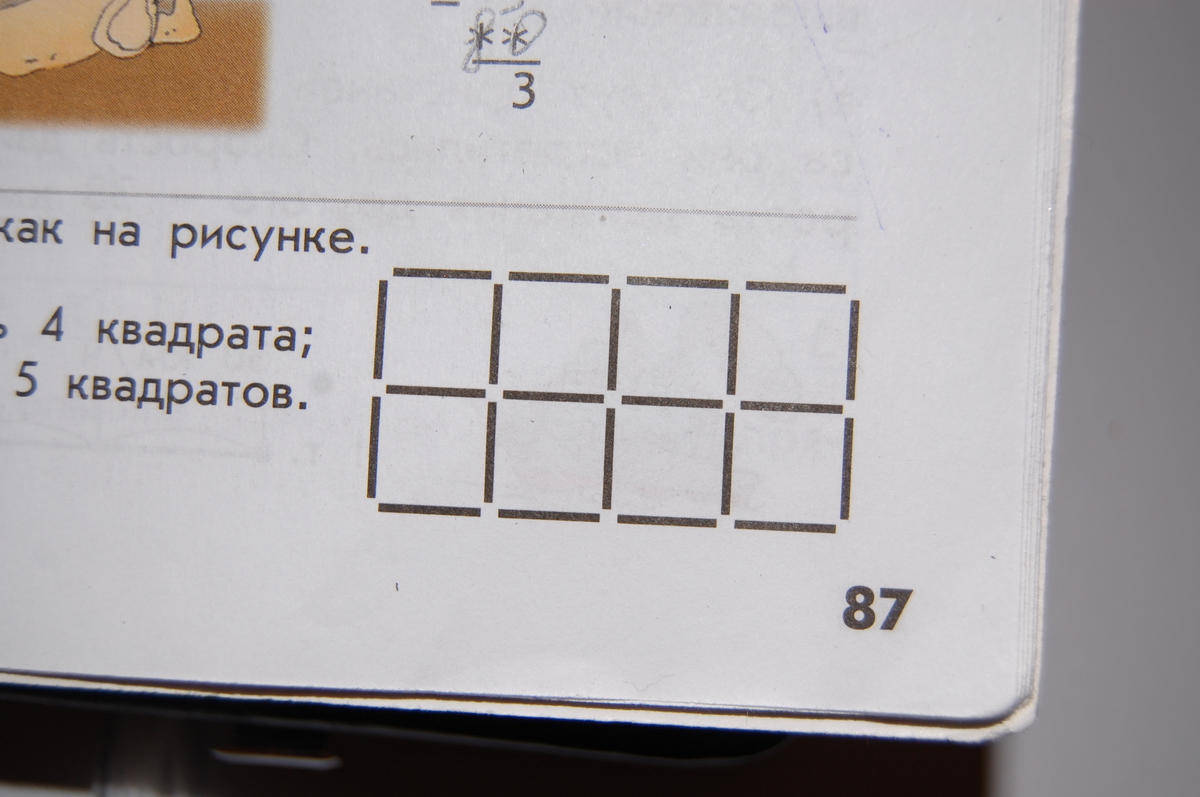 **
3
как на рисунке.
4 квадрата;
5 квадратов.
87